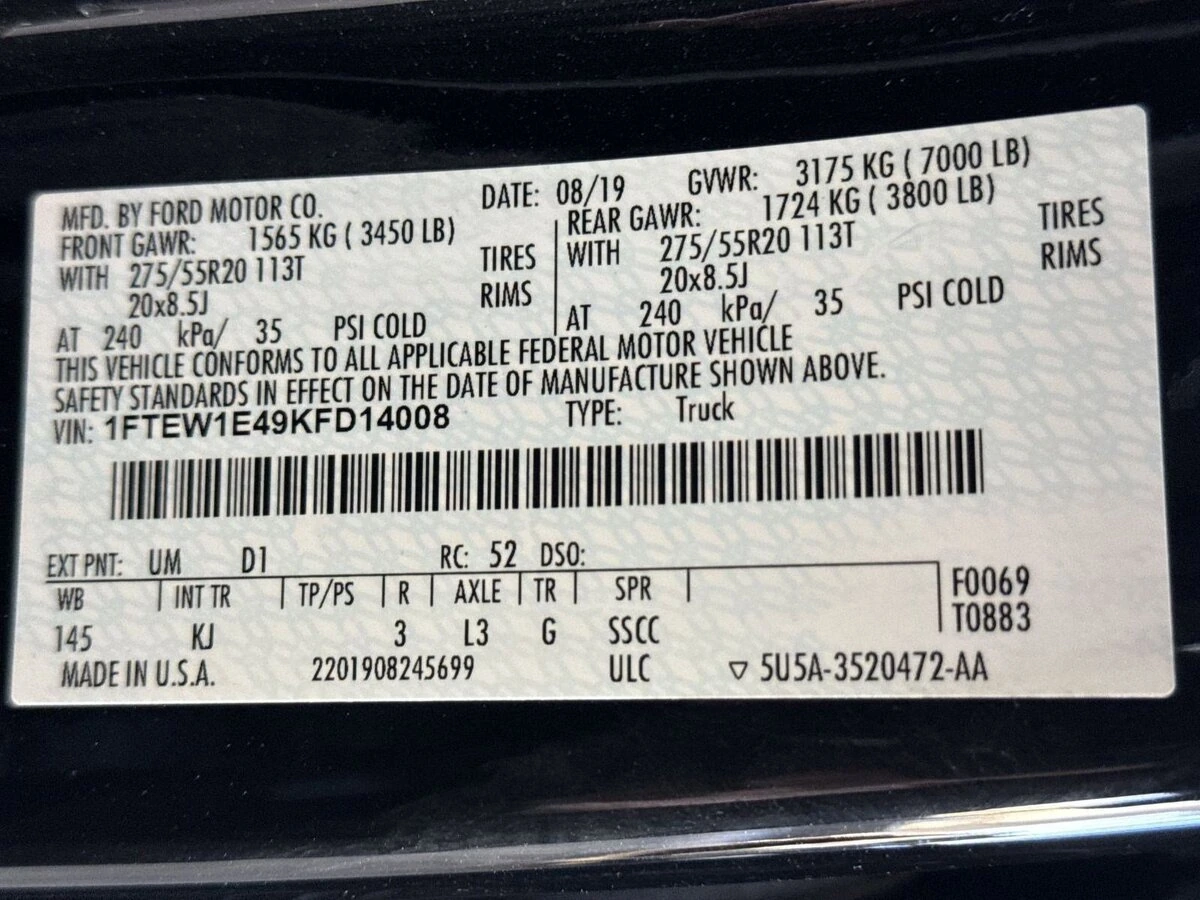 MFD. BY FORD MOTOR CO. DATE: 08/19 GVWR: 3175 KG ( 7000 LB)
FRONT GAWR: 1565 KG ( 3450 LB) REAR GAWR: 1724 KG ( 3800 LB)
WITH 275/55R20 113T TIRES WITH 275/55R20 113T TIRES
20x8.5J RIMS 20x8.5J RIMS
AT 240 kPa/ 35 PSI COLD AT 240 kPa/ 35 PSI COLD
THIS VEHICLE CONFORMS TO ALL APPLICABLE FEDERAL MOTOR VEHICLE
SAFETY STANDARDS IN EFFECT ON THE DATE OF MANUFACTURE SHOWN ABOVE.
VIN: 1FTEW1E49KFD14008 TYPE: Truck
EXT PNT: UM D1 RC: 52 DSO:
WB INT TR TP/PS R AXLE TR SPR F0069
145 KJ 3 L3 G SSCC T0883
MADE IN U.S.A. 2201908245699 ULC ▽ 5U5A-3520472-AA